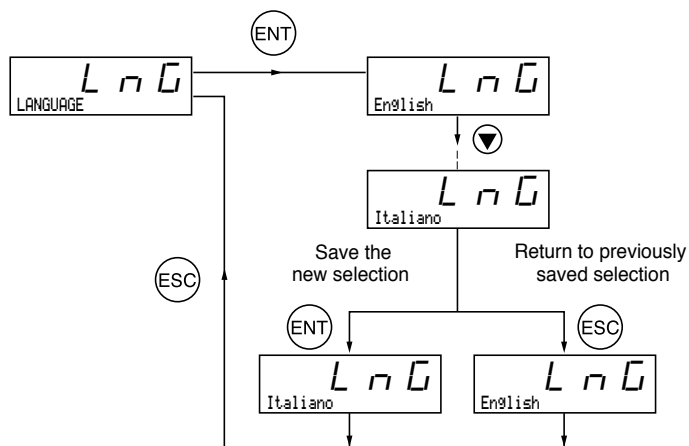 ENT
LnG
LANGUAGE
LnG
English
LnG
Italiano
Save the
new selection
Return to previously
saved selection
ESC
ENT
ESC
LnG
Italiano
LnG
English